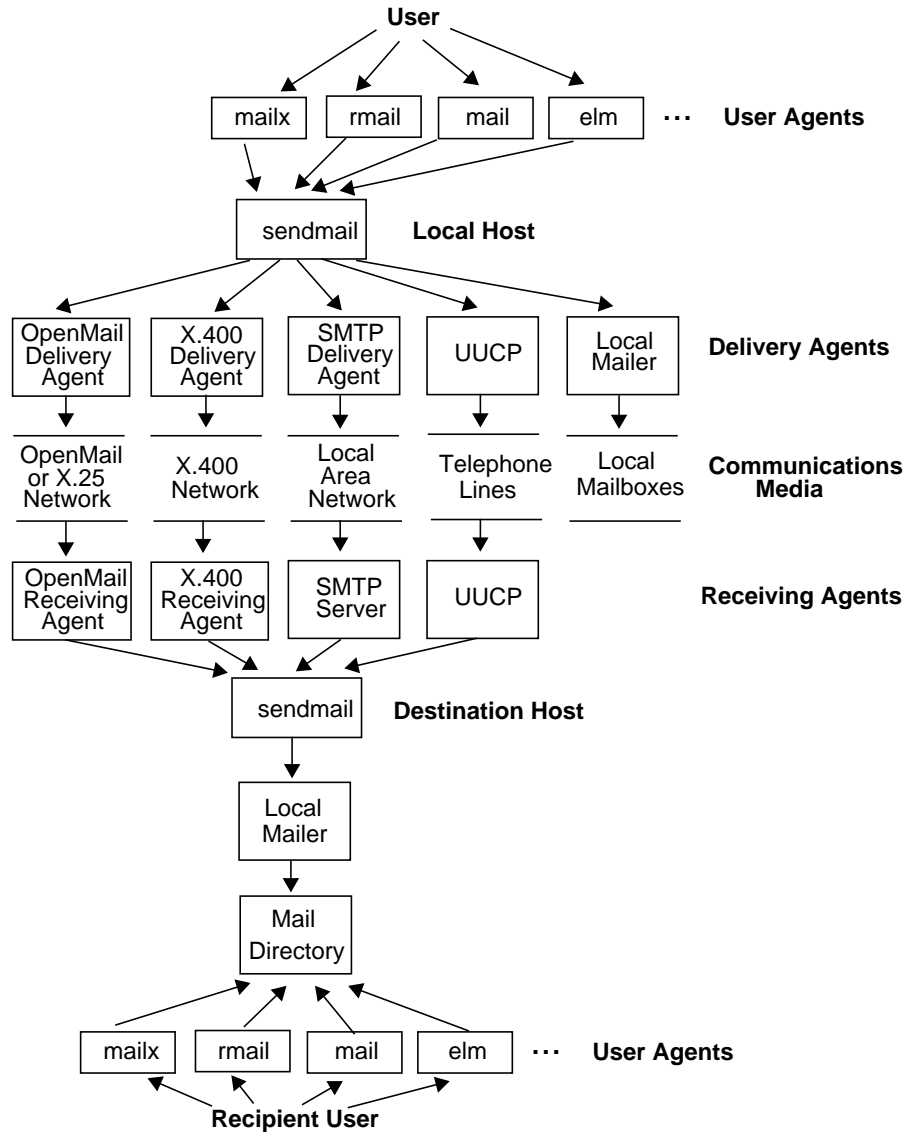 User
mailx
rmail
mail
elm
...
User Agents
sendmail
Local Host
OpenMail
Delivery
Agent
X.400
Delivery
Agent
SMTP
Delivery
Agent
UUCP
Local
Mailer
Delivery Agents
OpenMail
or X.25
Network
X.400
Network
Local
Area
Network
Telephone
Lines
Local
Mailboxes
Communications
Media
OpenMail
Receiving
Agent
X.400
Receiving
Agent
SMTP
Server
UUCP
Receiving Agents
sendmail
Destination Host
Local
Mailer
Mail
Directory
mailx
rmail
mail
elm
...
User Agents
Recipient User